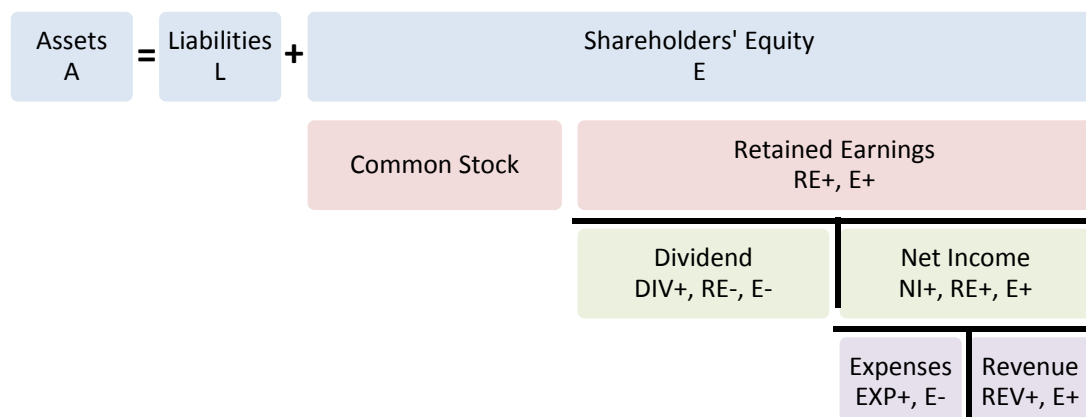 Assets
A
=
Liabilities
L
+
Shareholders' Equity
E
Common Stock
Retained Earnings
RE+, E+
Dividend
DIV+, RE-, E-
Net Income
NI+, RE+, E+
Expenses
EXP+, E-
Revenue
REV+, E+